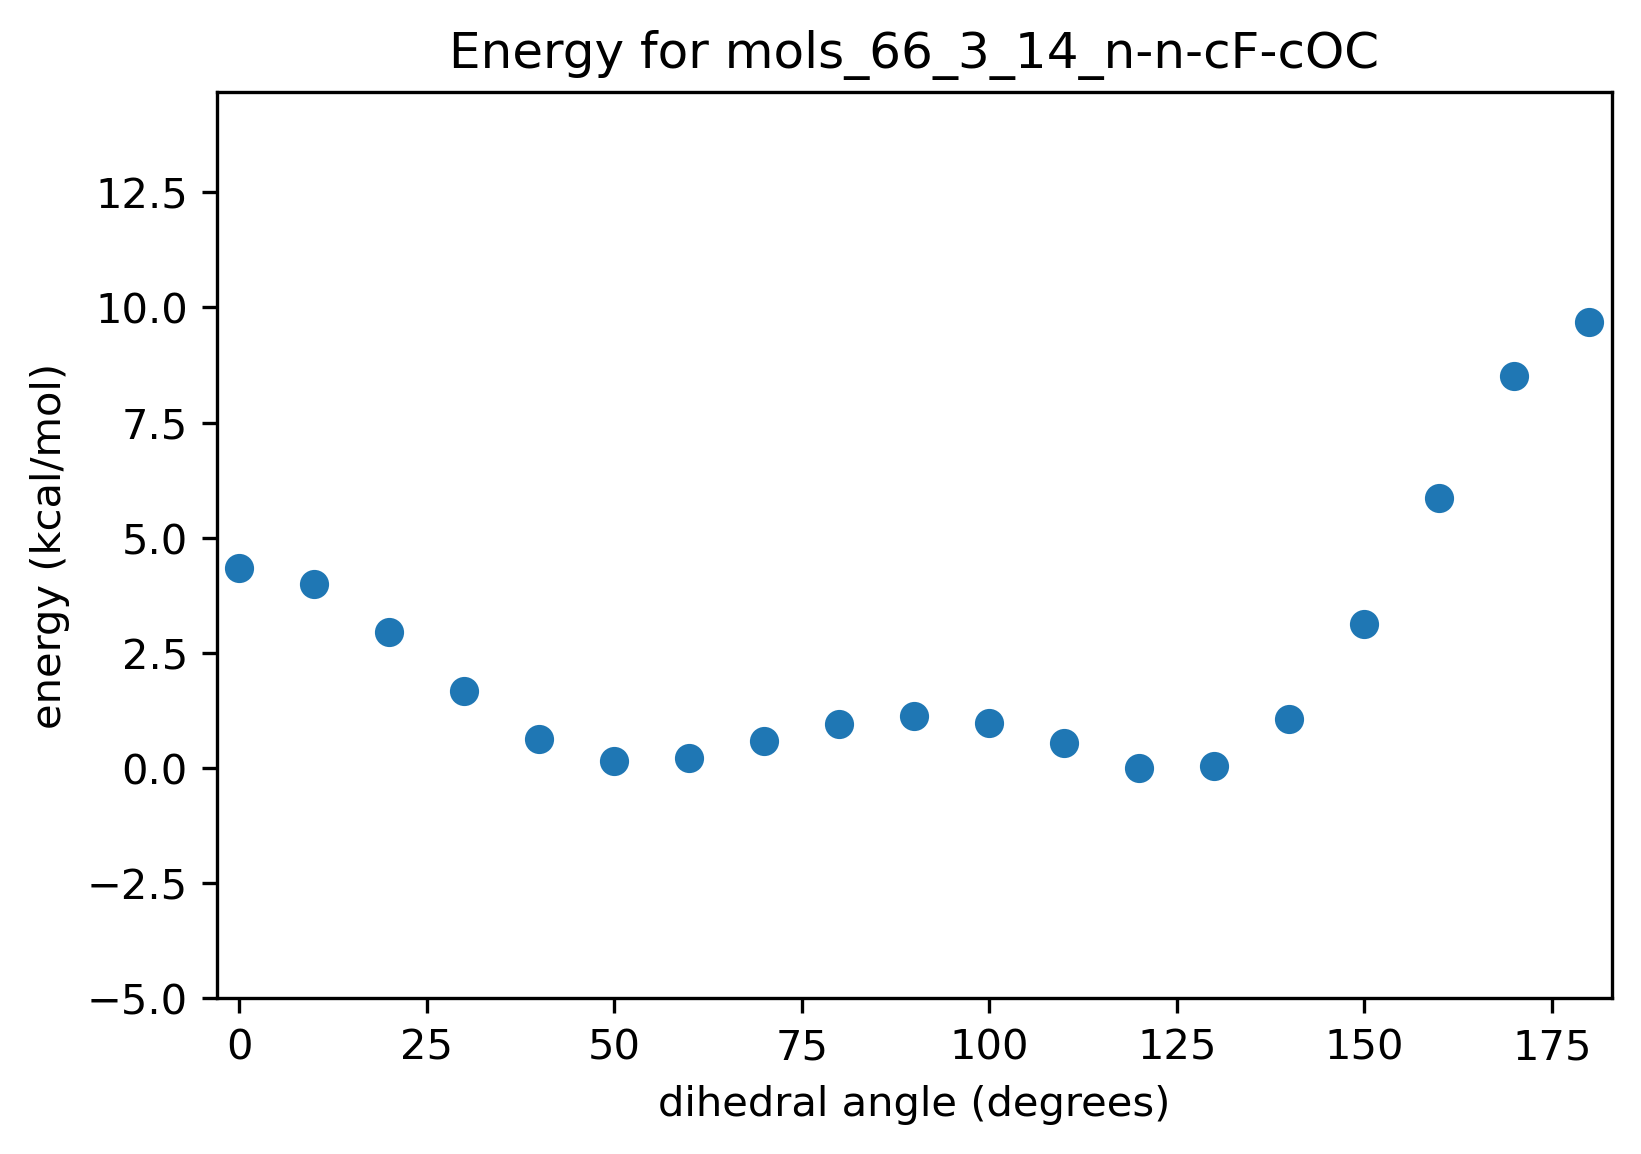 Energy for mols_66_3_14_n-n-cF-cOC
energy (kcal/mol)
12.5
10.0
7.5
5.0
2.5
0.0
−2.5
−5.0
0 25 50 75 100 125 150 175
dihedral angle (degrees)